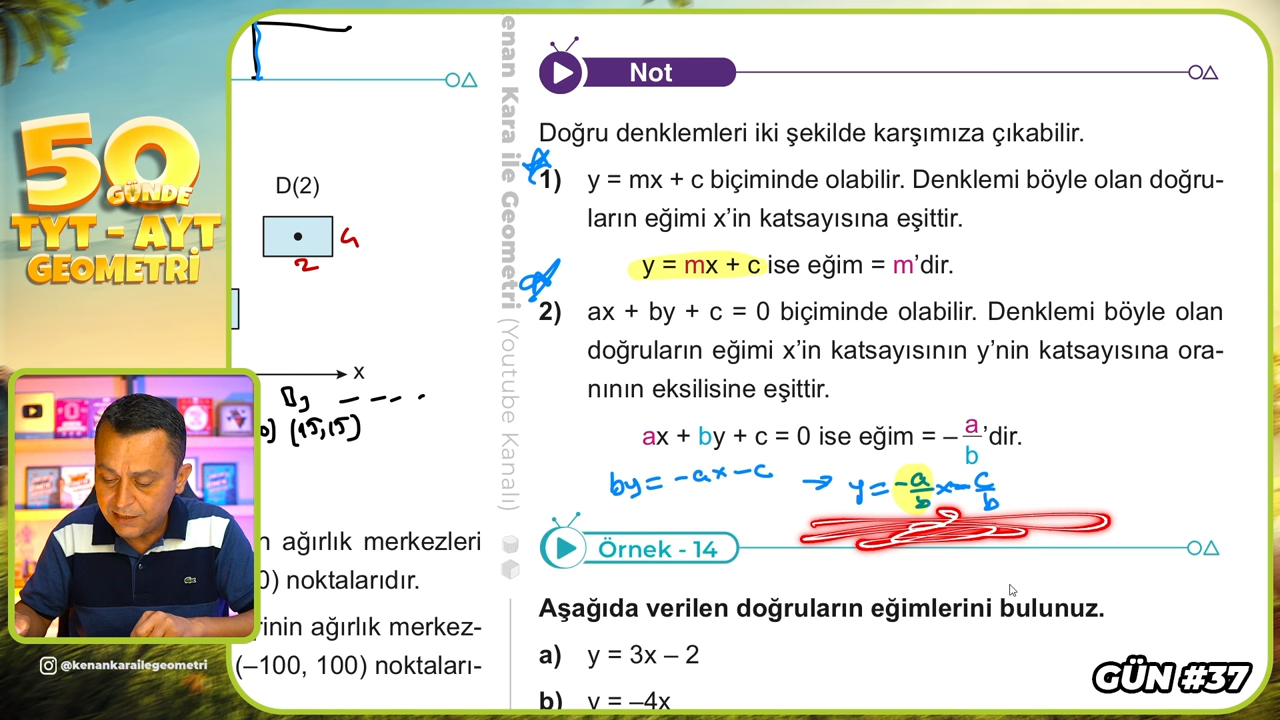 50
GÜNDE
TYT - AYT
GEOMETRİ
D(2)
4
2
x
(15,15)
n ağırlık merkezleri
0) noktalarıdır.
rinin ağırlık merkez-
(–100, 100) noktaları-
@kenankarailegeometri
enan Kara ile Geometri (Youtube Kanalı)
Not
Doğru denklemleri iki şekilde karşımıza çıkabilir.
1) y = mx + c biçiminde olabilir. Denklemi böyle olan doğru-
ların eğimi x’in katsayısına eşittir.
y = mx + c ise eğim = m’dir.
2) ax + by + c = 0 biçiminde olabilir. Denklemi böyle olan
doğruların eğimi x’in katsayısının y’nin katsayısına ora-
nının eksilisine eşittir.
ax + by + c = 0 ise eğim = – a/b ’dir.
by = -ax - c → y = -a/b x - c/b
Örnek - 14
Aşağıda verilen doğruların eğimlerini bulunuz.
a) y = 3x – 2
b) y = –4x
GÜN #37